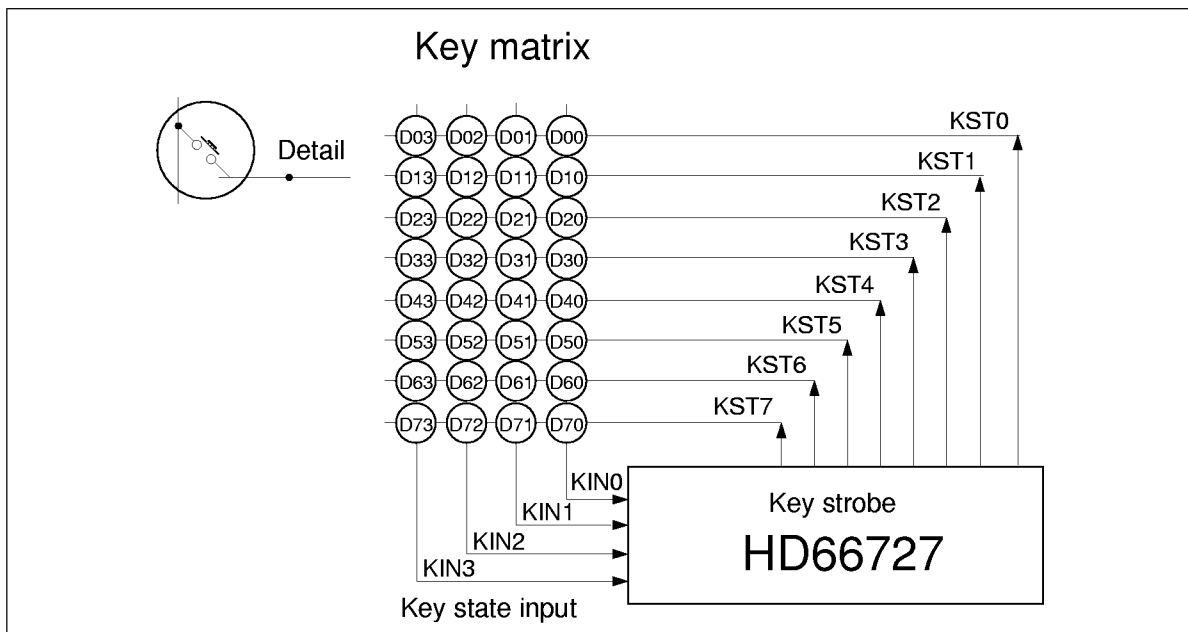 Key matrix
Detail
D03 D02 D01 D00 KST0
D13 D12 D11 D10 KST1
D23 D22 D21 D20 KST2
D33 D32 D31 D30 KST3
D43 D42 D41 D40 KST4
D53 D52 D51 D50 KST5
D63 D62 D61 D60 KST6
D73 D72 D71 D70 KST7
KIN0
KIN1
KIN2
KIN3
Key strobe
HD66727
Key state input